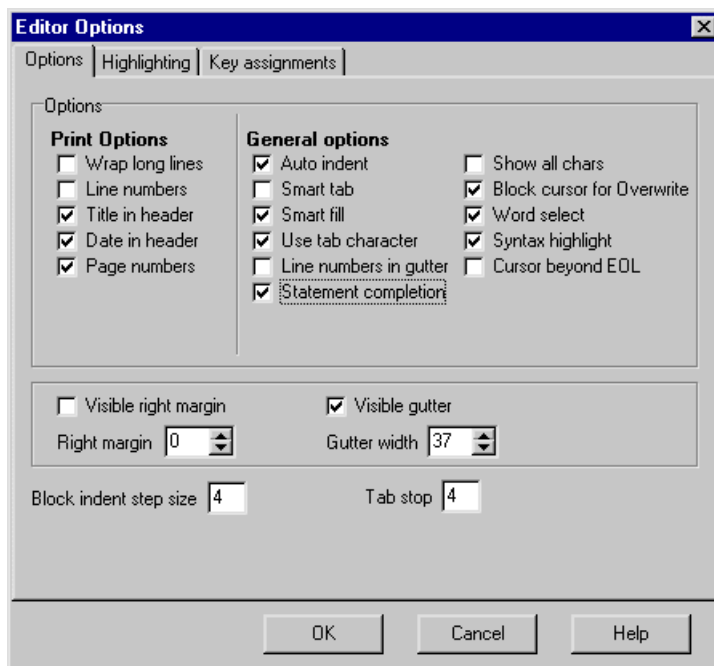 Editor Options
Options Highlighting Key assignments
Options
Print Options
Wrap long lines
Line numbers
Title in header
Date in header
Page numbers
General options
Auto indent
Smart tab
Smart fill
Use tab character
Line numbers in gutter
Statement completion
Show all chars
Block cursor for Overwrite
Word select
Syntax highlight
Cursor beyond EOL
Visible right margin
Right margin 0
Visible gutter
Gutter width 37
Block indent step size 4
Tab stop 4
OK Cancel Help